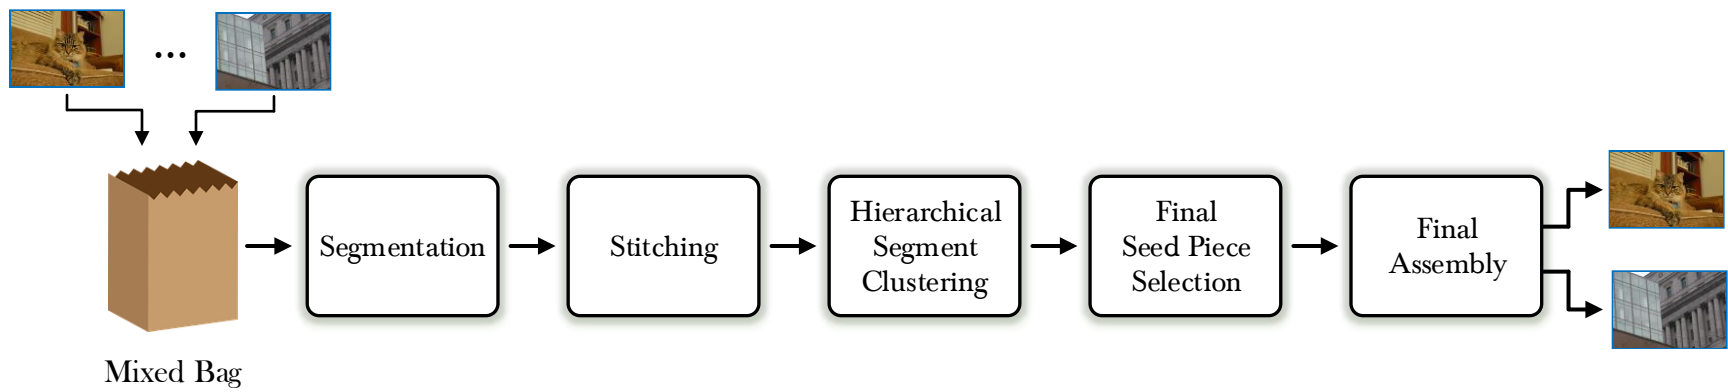 ...
Mixed Bag
Segmentation
Stitching
Hierarchical
Segment
Clustering
Final
Seed Piece
Selection
Final
Assembly